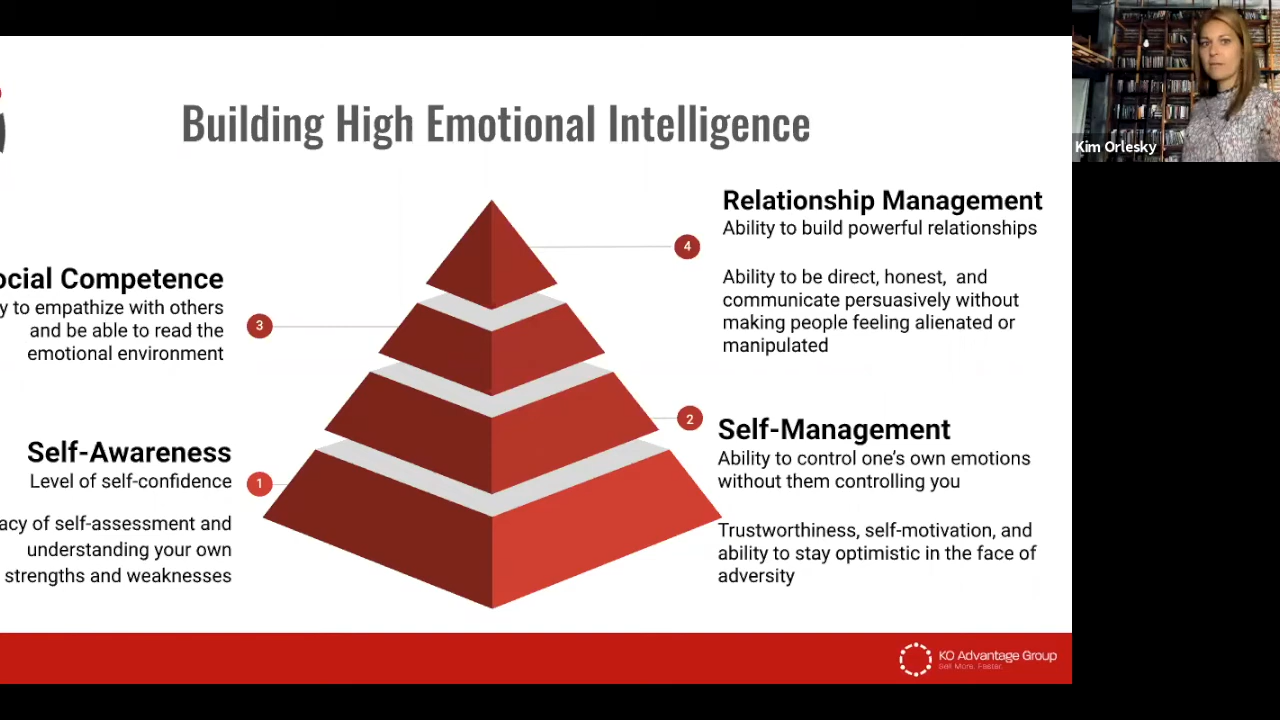 Building High Emotional Intelligence
Kim Orlesky
Relationship Management
Ability to build powerful relationships
4
Ability to be direct, honest, and
communicate persuasively without
making people feeling alienated or
manipulated
ocial Competence
y to empathize with others
and be able to read the
emotional environment
3
2
Self-Management
Ability to control one's own emotions
without them controlling you
Trustworthiness, self-motivation, and
ability to stay optimistic in the face of
adversity
Self-Awareness
Level of self-confidence
1
acy of self-assessment and
understanding your own
strengths and weaknesses
KO Advantage Group
Sell More. Faster.